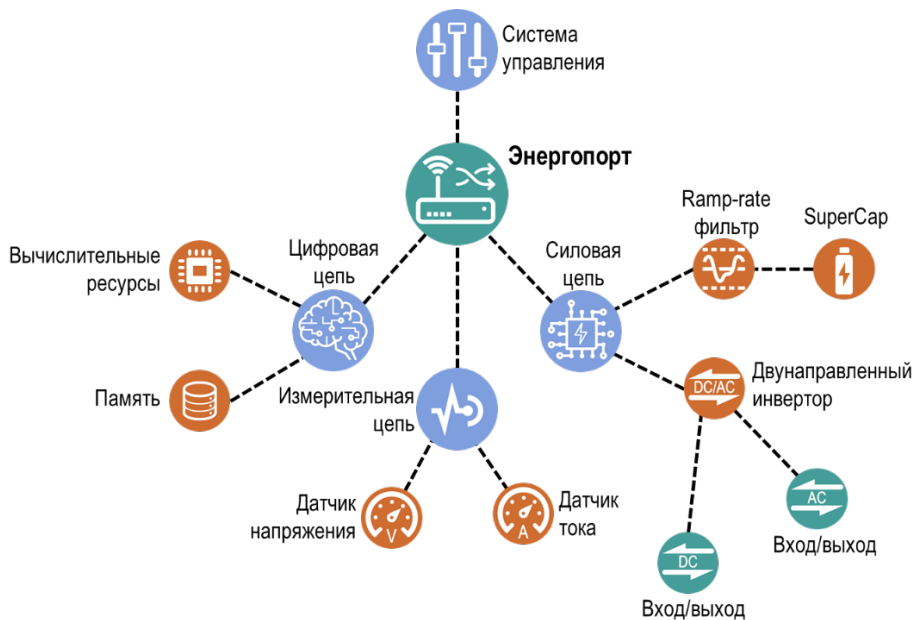 Система
управления
Энергопорт
Ramp-rate
фильтр
SuperCap
Цифровая
цепь
Силовая
цепь
Вычислительные
ресурсы
Память
Измерительная
цепь
DC/AC
Двунаправленный
инвертор
Датчик
напряжения
V
A
Датчик
тока
AC
Вход/выход
DC
Вход/выход